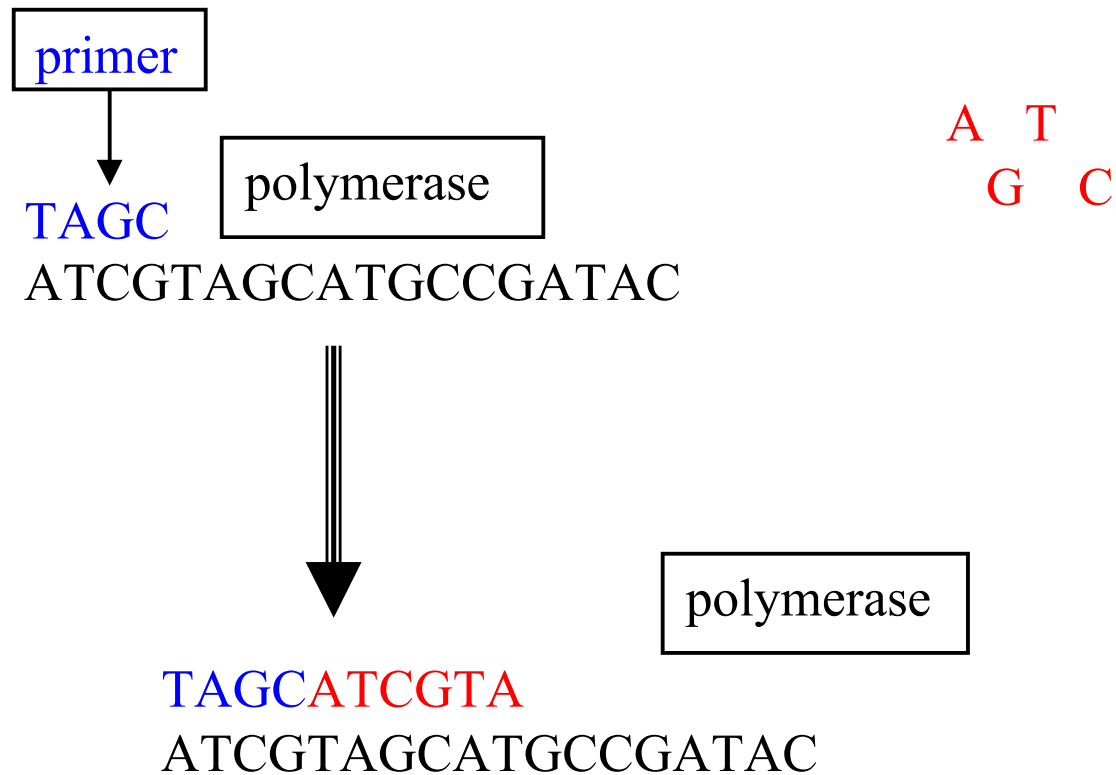 primer
A T
polymerase
G C
TAGC
ATCGTAGCATGCCGATAC
polymerase
TAGCATCGTA
ATCGTAGCATGCCGATAC